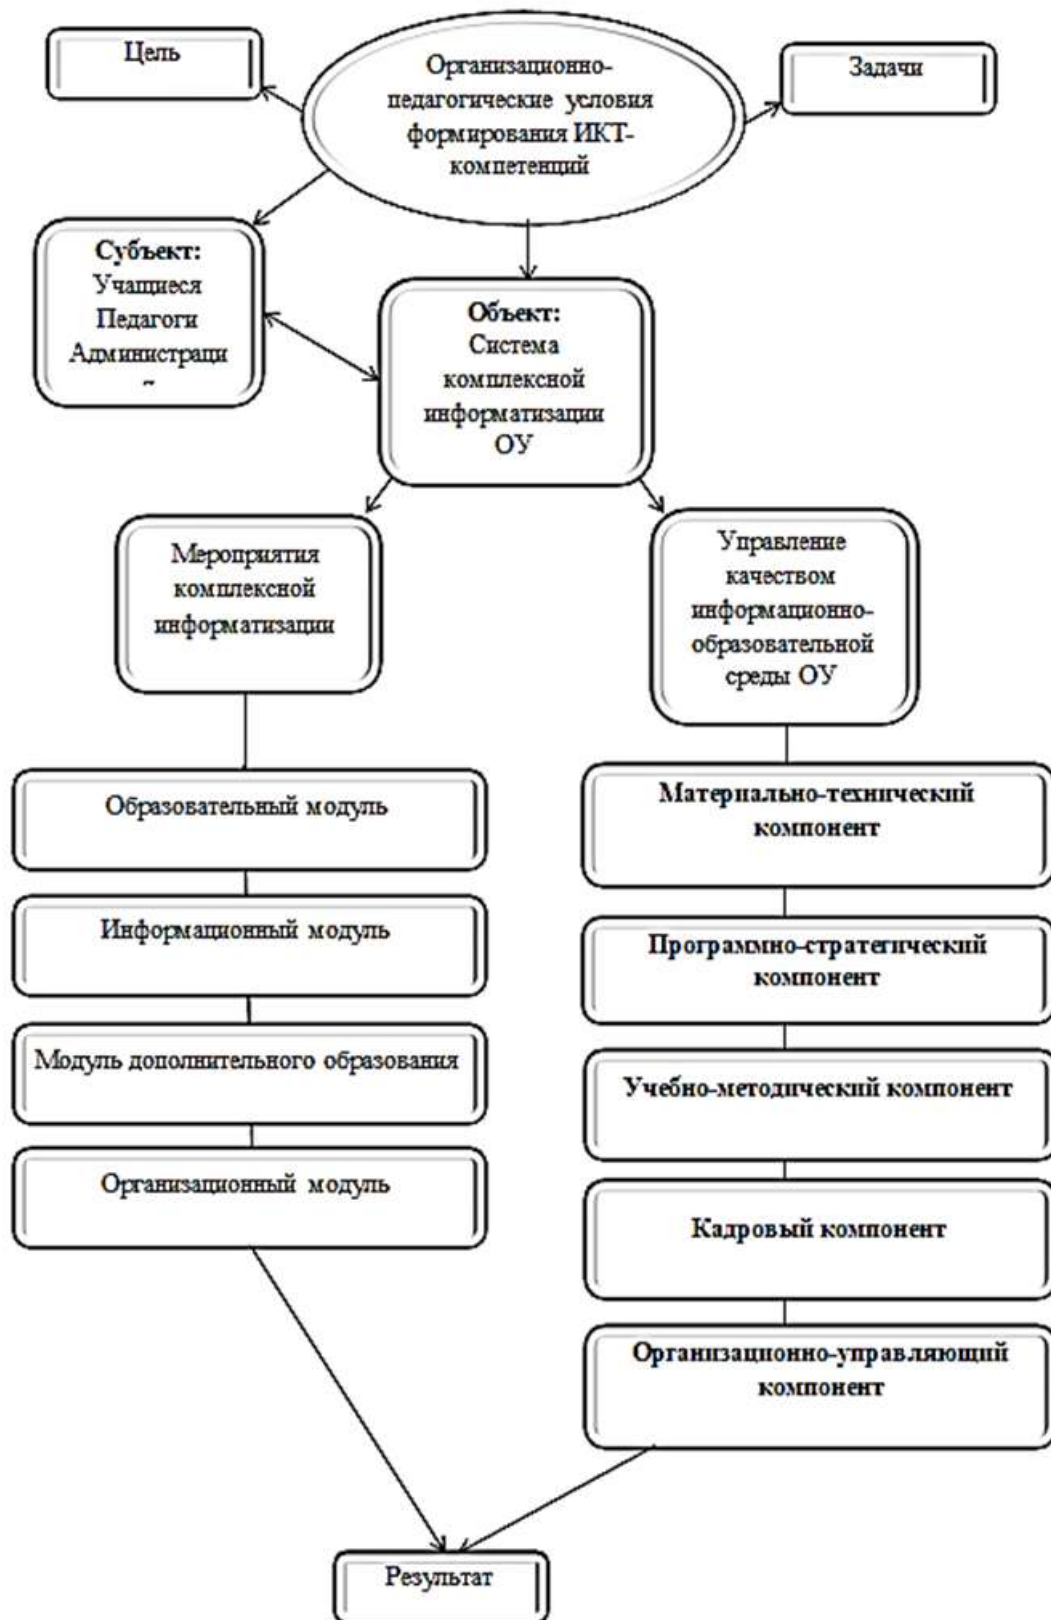 Цель
Организационно-
педагогические условия
формирования ИКТ-
компетенций
Задачи
Субъект:
Учащиеся
Педагоги
Администраци
Объект:
Система
комплексной
информатизации
ОУ
Мероприятия
комплексной
информатизации
Управление
качеством
информационно-
образовательной
среды ОУ
Образовательный модуль
Информационный модуль
Модуль дополнительного образования
Организационный модуль
Материально-технический
компонент
Программно-стратегический
компонент
Учебно-методический компонент
Кадровый компонент
Организационно-управляющий
компонент
Результат